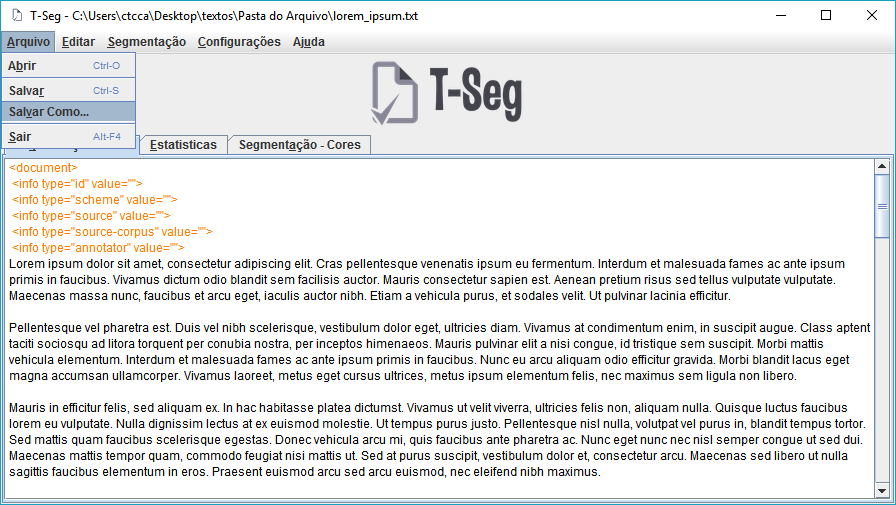 T-Seg - C:\Users\ctcca\Desktop\textos\Pasta do Arquivo\lorem_ipsum.txt
Arquivo Editar Segmentação Configurações Ajuda
Abrir Ctrl-O
Salvar Ctrl-S
Salvar Como...
Sair Alt-F4
T-Seg
Estatisticas Segmentação - Cores
<document>
<info type="id" value="">
<info type="scheme" value="">
<info type="source" value="">
<info type="source-corpus" value="">
<info type="annotator" value="">
Lorem ipsum dolor sit amet, consectetur adipiscing elit. Cras pellentesque venenatis ipsum eu fermentum. Interdum et malesuada fames ac ante ipsum
primis in faucibus. Vivamus dictum odio blandit sem facilisis auctor. Mauris consectetur sapien est. Aenean pretium risus sed tellus vulputate vulputate.
Maecenas massa nunc, faucibus et arcu eget, iaculis auctor nibh. Etiam a vehicula purus, et sodales velit. Ut pulvinar lacinia efficitur.
Pellentesque vel pharetra est. Duis vel nibh scelerisque, vestibulum dolor eget, ultricies diam. Vivamus at condimentum enim, in suscipit augue. Class aptent
taciti sociosqu ad litora torquent per conubia nostra, per inceptos himenaeos. Mauris pulvinar elit a nisi congue, id tristique sem suscipit. Morbi mattis
vehicula elementum. Interdum et malesuada fames ac ante ipsum primis in faucibus. Nunc eu arcu aliquam odio efficitur gravida. Morbi blandit lacus eget
magna accumsan ullamcorper. Vivamus laoreet, metus eget cursus ultrices, metus ipsum elementum felis, nec maximus sem ligula non libero.
Mauris in efficitur felis, sed aliquam ex. In hac habitasse platea dictumst. Vivamus ut velit viverra, ultricies felis non, aliquam nulla. Quisque luctus faucibus
lorem eu vulputate. Nulla dignissim lectus at ex euismod molestie. Ut tempus purus justo. Pellentesque nisl nulla, volutpat vel purus in, blandit tempus tortor.
Sed mattis quam faucibus scelerisque egestas. Donec vehicula arcu mi, quis faucibus ante pharetra ac. Nunc eget nunc nec nisl semper congue ut sed dui.
Maecenas mattis tempor quam, commodo feugiat nisi mattis ut. Sed at purus suscipit, vestibulum dolor et, consectetur arcu. Maecenas sed libero ut nulla
sagittis faucibus elementum in eros. Praesent euismod arcu sed arcu euismod, nec eleifend nibh maximus.